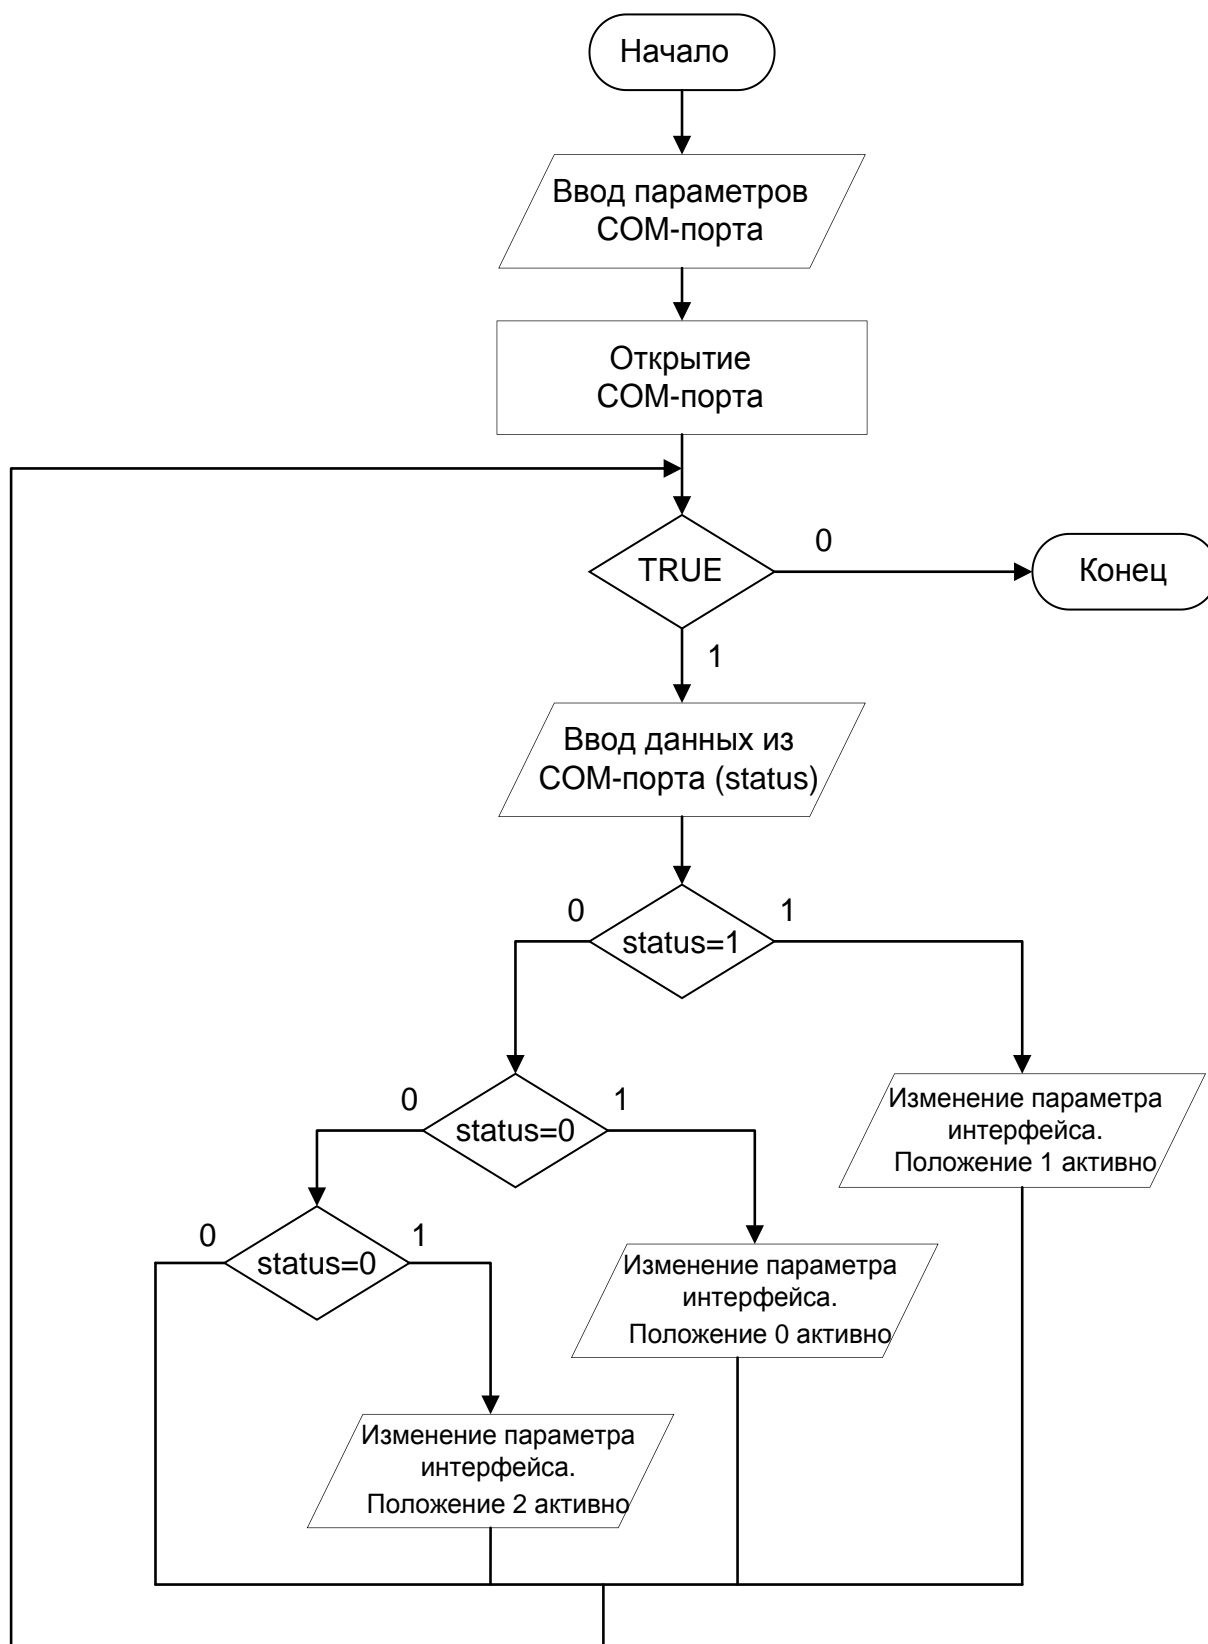 Начало
Ввод параметров
COM-порта
Открытие
COM-порта
TRUE
0
Конец
1
Ввод данных из
COM-порта (status)
0
1
status=1
0
1
status=0
Изменение параметра
интерфейса.
Положение 1 активно
0
1
status=0
Изменение параметра
интерфейса.
Положение 0 активно
Изменение параметра
интерфейса.
Положение 2 активно